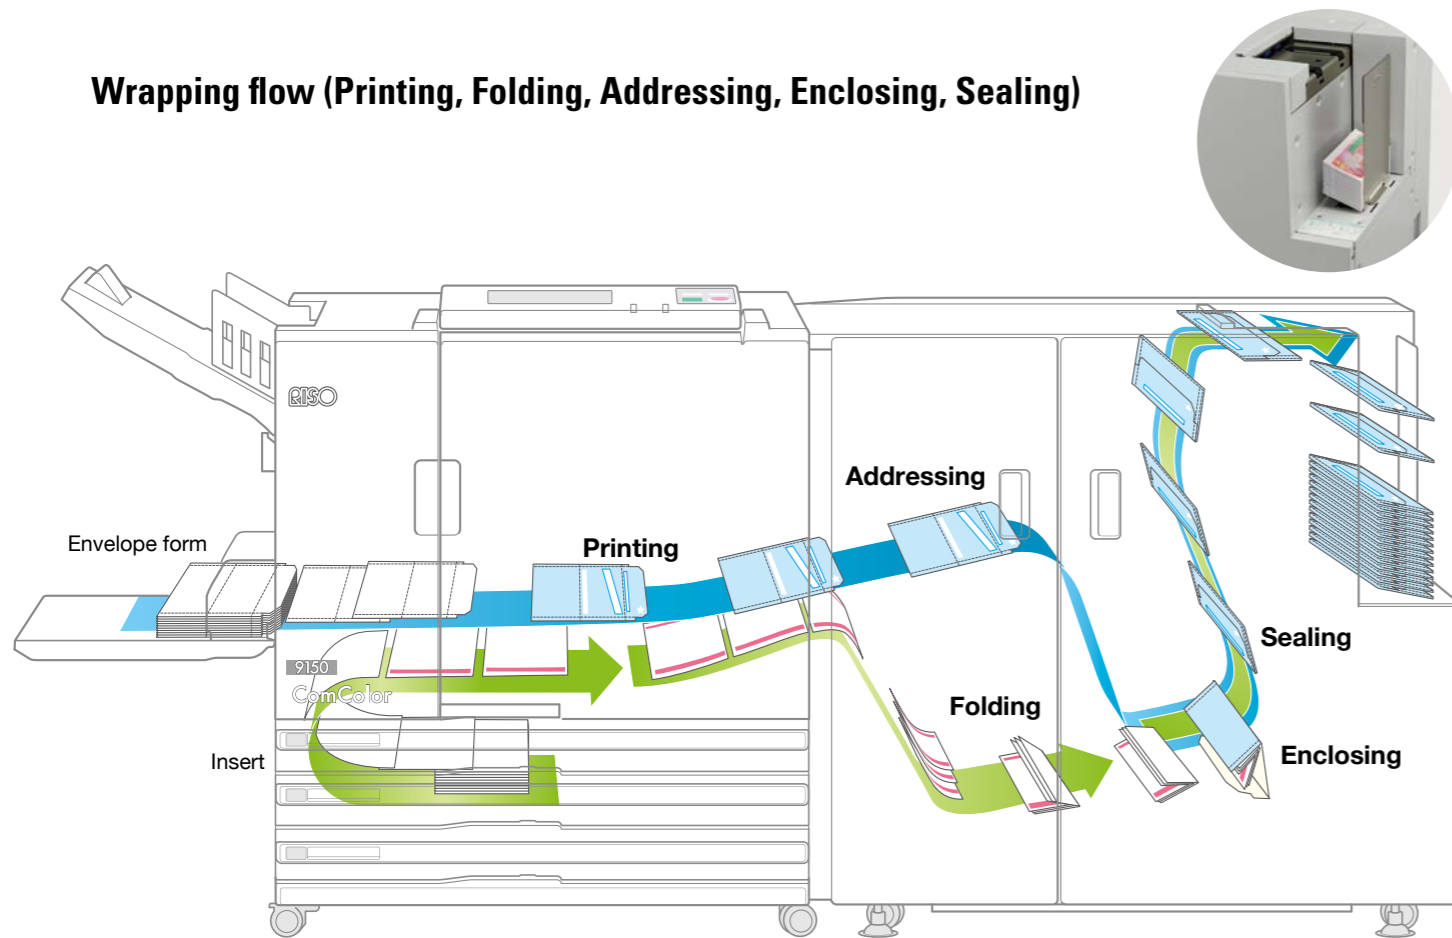 Wrapping flow (Printing, Folding, Addressing, Enclosing, Sealing)
RISO
Addressing
Envelope form
Printing
Sealing
9150
ComColor
Folding
Insert
Enclosing